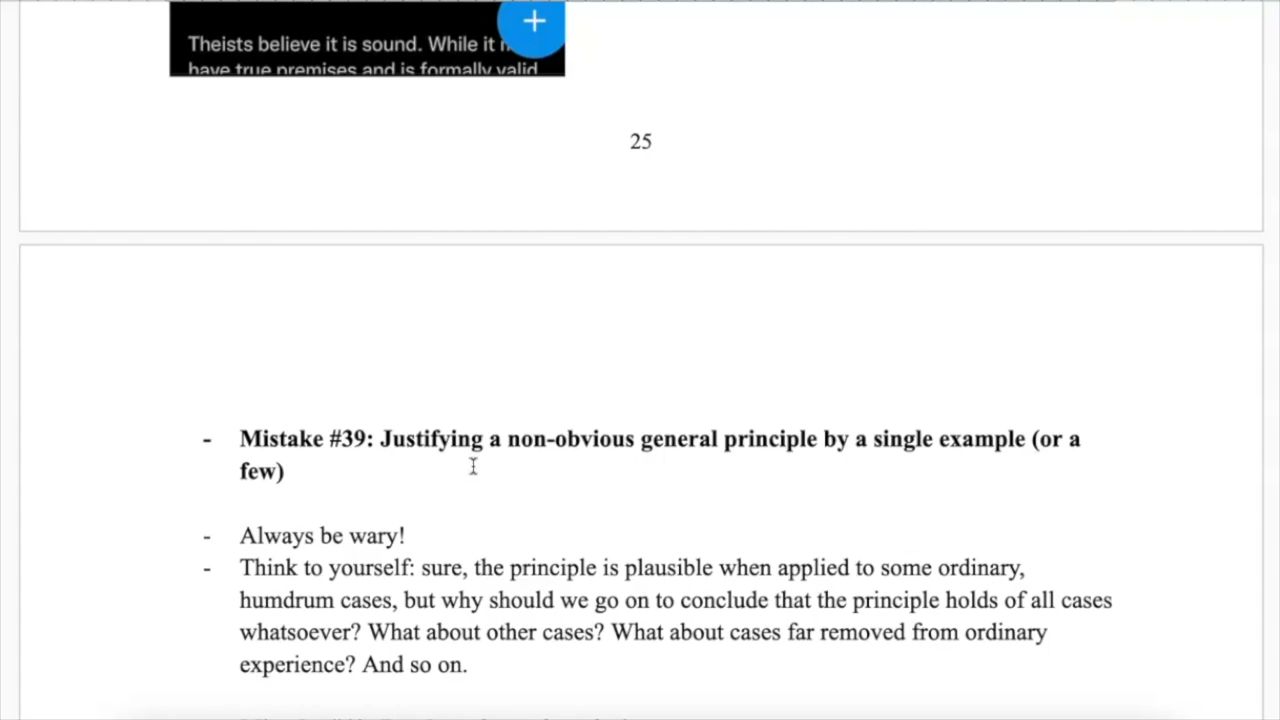 Theists believe it is sound. While it
have true premises and is formally valid
25
- Mistake #39: Justifying a non-obvious general principle by a single example (or a
few)
- Always be wary!
- Think to yourself: sure, the principle is plausible when applied to some ordinary,
humdrum cases, but why should we go on to conclude that the principle holds of all cases
whatsoever? What about other cases? What about cases far removed from ordinary
experience? And so on.